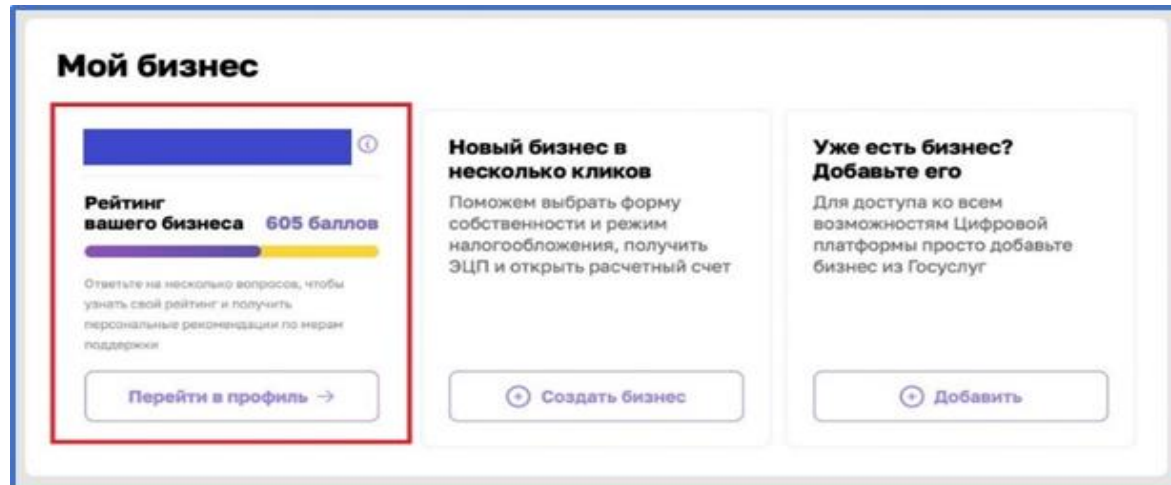 Мой бизнес
Рейтинг
вашего бизнеса 605 баллов
Ответьте на несколько вопросов, чтобы
узнать свой рейтинг и получить
персональные рекомендации по мерам
поддержки
Перейти в профиль →
Новый бизнес в
несколько кликов
Поможем выбрать форму
собственности и режим
налогообложения, получить
ЭЦП и открыть расчетный счет
Создать бизнес
Уже есть бизнес?
Добавьте его
Для доступа ко всем
возможностям Цифровой
платформы просто добавьте
бизнес из Госуслуг
Добавить